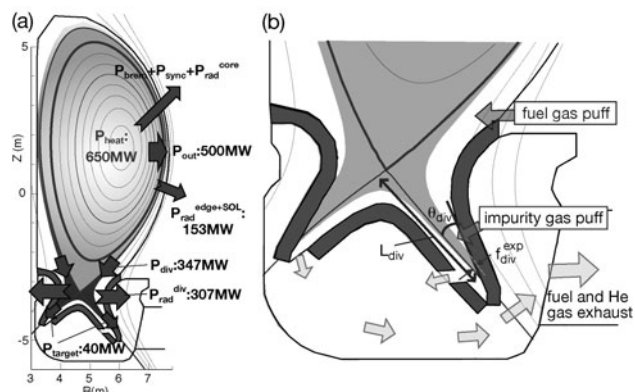 (a)
5
0
-5
Z (m)
3 4 5 6 7
R(m)
P_brem+P_sync+P_rad^core
P_heat:
650MW
P_out:500MW
P_rad^edge+SOL:
153MW
P_div:347MW
P_rad^div:307MW
P_target:40MW
(b)
fuel gas puff
θ_div
impurity gas puff
L_div
f_div^exp
fuel and He
gas exhaust